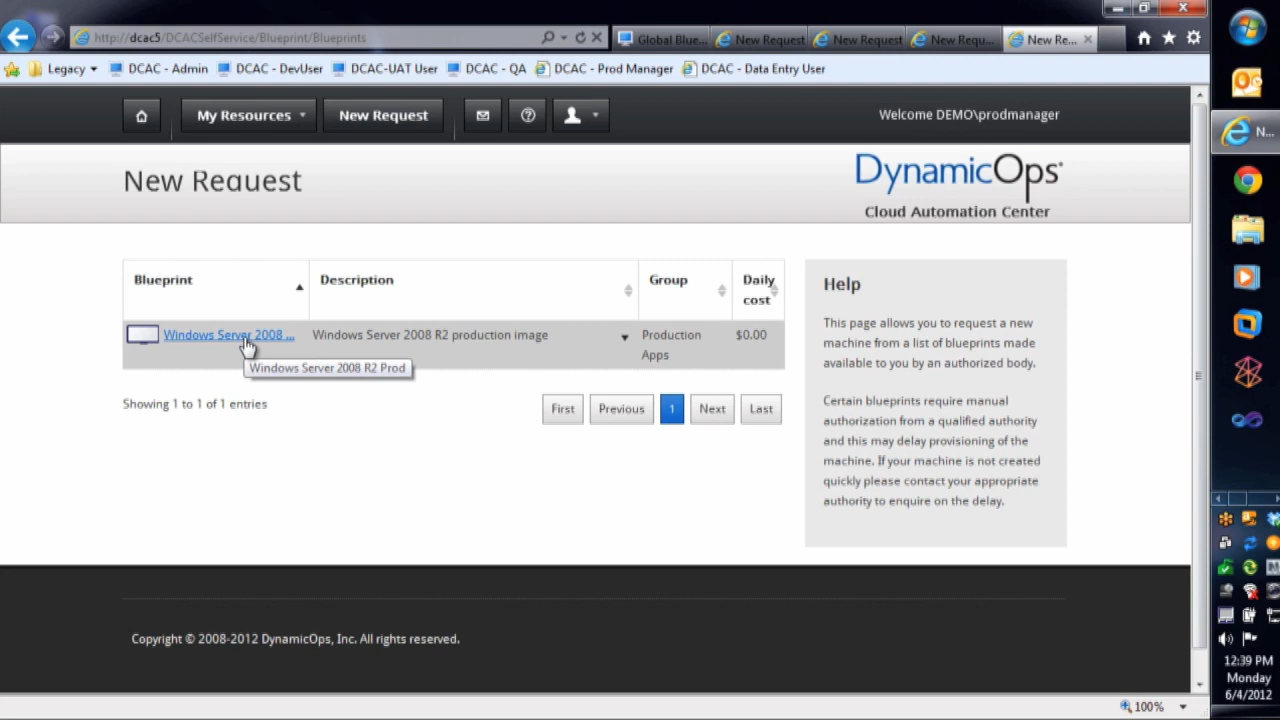 http://dcac5/DCACSelfService/Blueprint/Blueprints
Global Blue...
New Request
New Request
New Requ...
New Re...
Legacy
DCAC - Admin
DCAC - DevUser
DCAC-UAT User
DCAC - QA
DCAC - Prod Manager
DCAC - Data Entry User
My Resources
New Request
Welcome DEMO\prodmanager
New Request
DynamicOps
Cloud Automation Center
Blueprint
Description
Group
Daily
cost
Windows Server 2008 ...
Windows Server 2008 R2 production image
Production
Apps
$0.00
Windows Server 2008 R2 Prod
Showing 1 to 1 of 1 entries
First
Previous
1
Next
Last
Help
This page allows you to request a new
machine from a list of blueprints made
available to you by an authorized body.
Certain blueprints require manual
authorization from a qualified authority
and this may delay provisioning of the
machine. If your machine is not created
quickly please contact your appropriate
authority to enquire on the delay.
Copyright © 2008-2012 DynamicOps, Inc. All rights reserved.
100%
N...
12:39 PM
Monday
6/4/2012